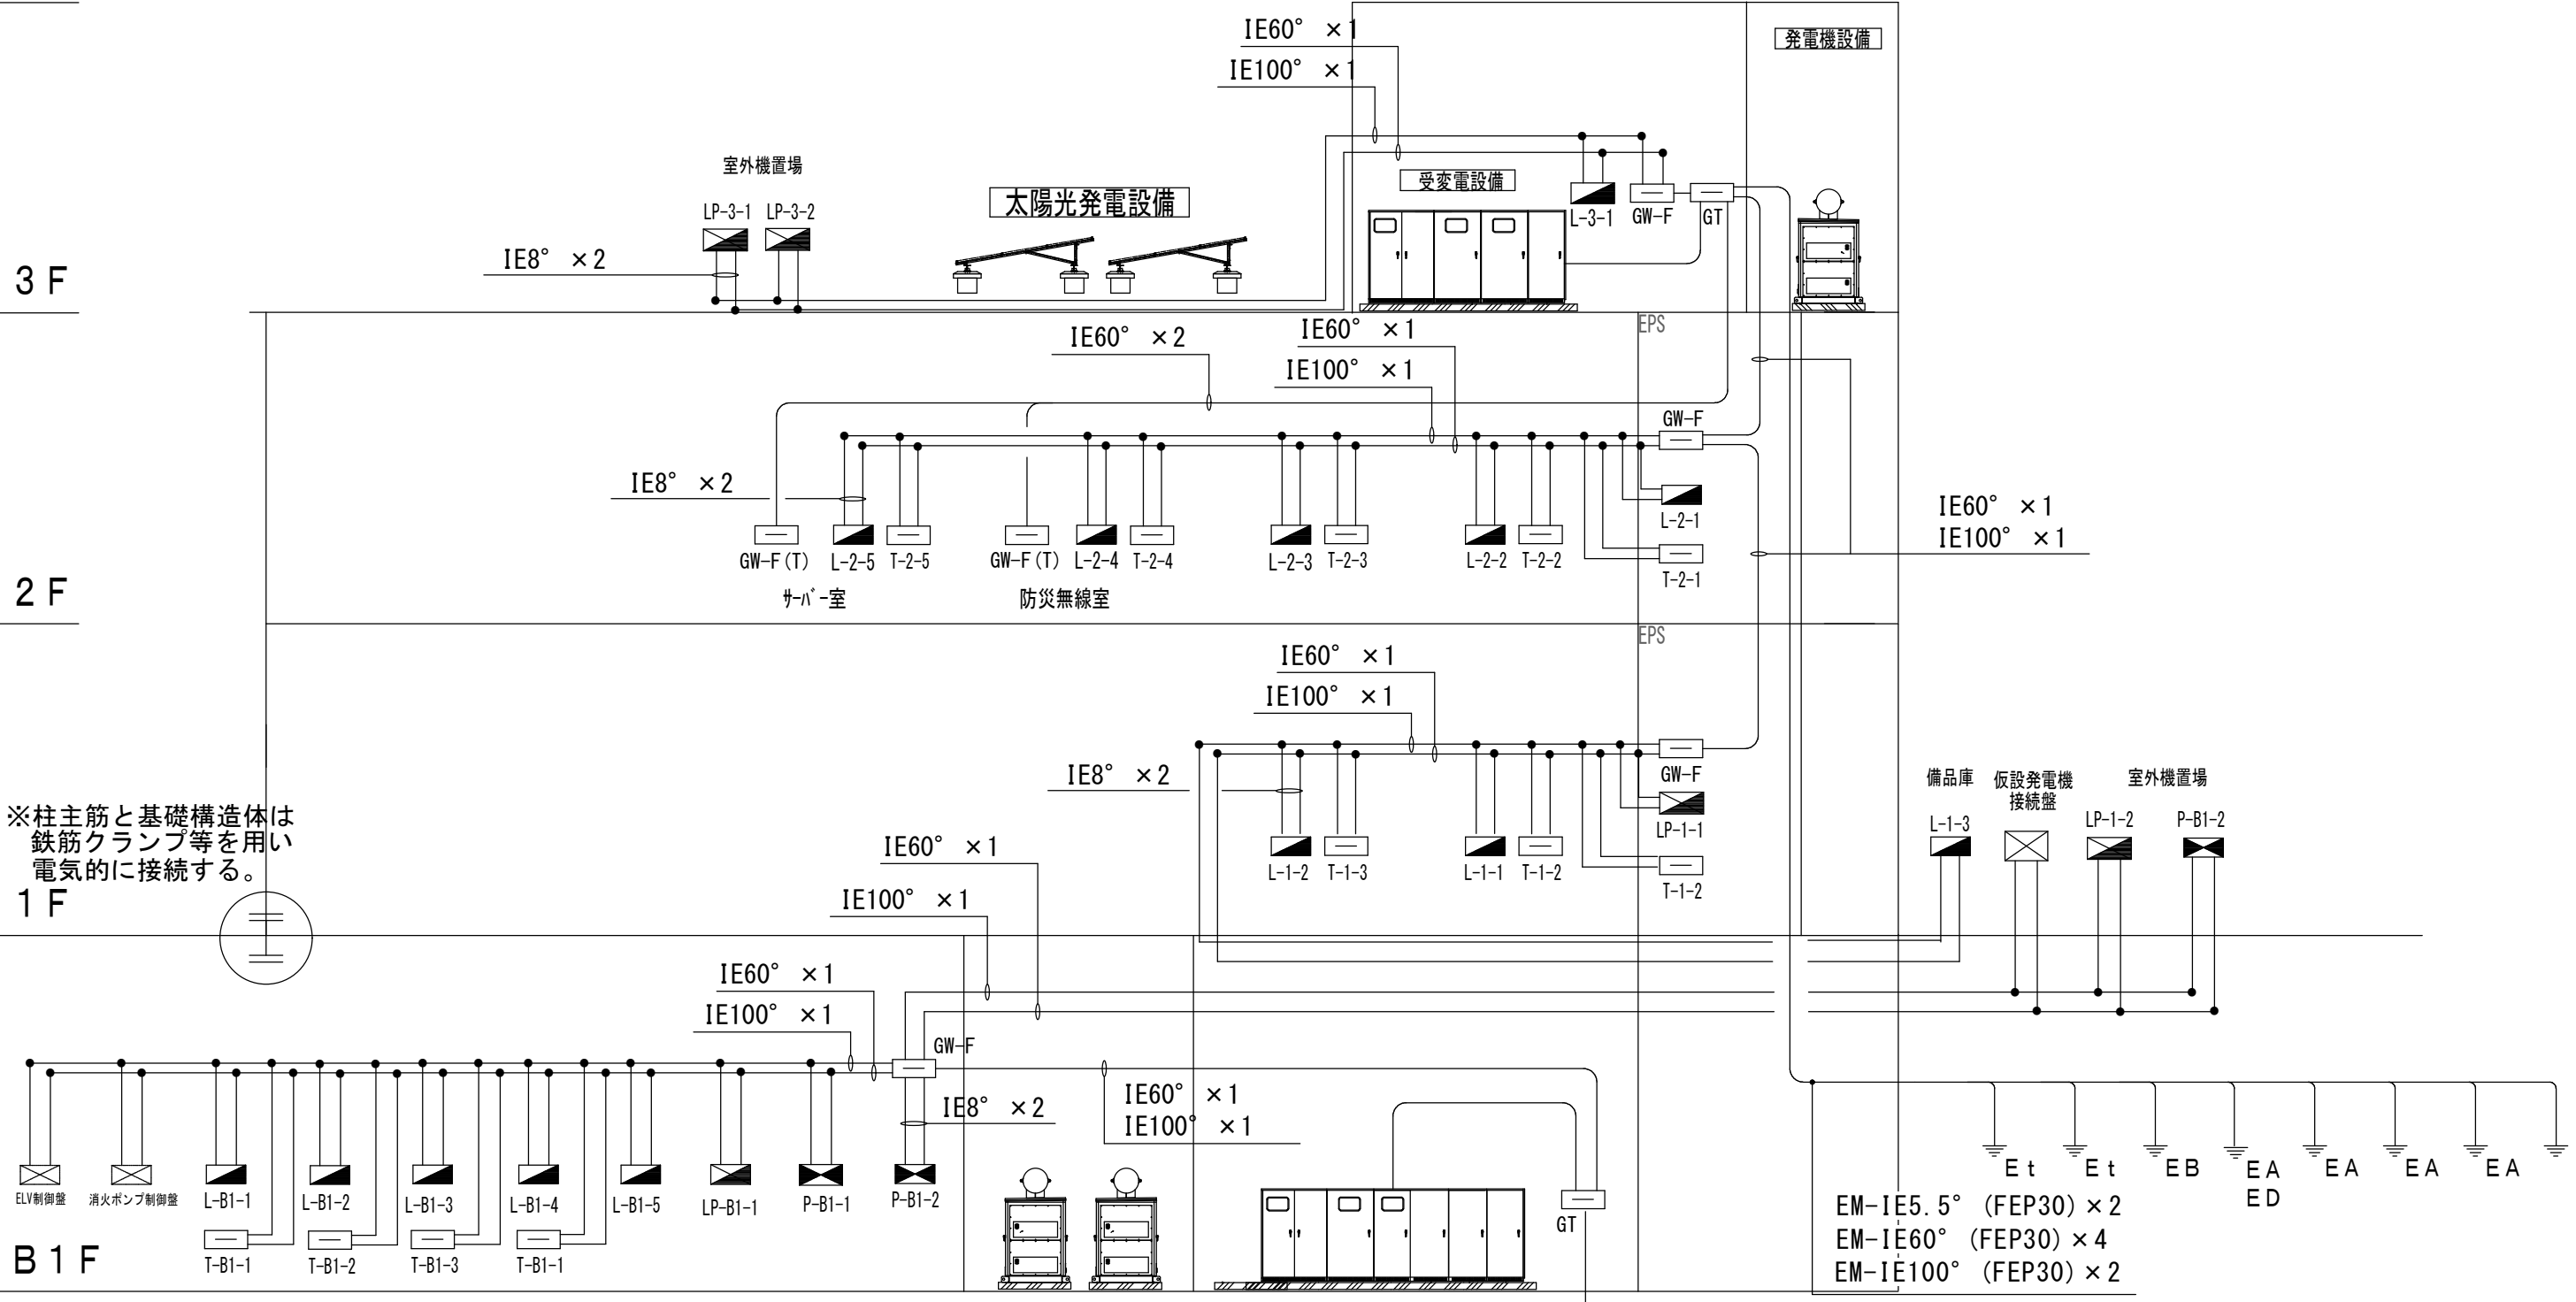 IE60° ×1
IE100° ×1
発電機設備
室外機置場
LP-3-1
LP-3-2
太陽光発電設備
受変電設備
L-3-1
GW-F
GT
IE8° ×2
3F
EPS
IE60° ×2
IE60° ×1
IE100° ×1
GW-F
IE8° ×2
L-2-1
IE60° ×1
IE100° ×1
GW-F(T)
L-2-5
T-2-5
GW-F(T)
L-2-4
T-2-4
L-2-3
T-2-3
L-2-2
T-2-2
T-2-1
サーバー室
防災無線室
2F
EPS
IE60° ×1
IE100° ×1
GW-F
IE8° ×2
LP-1-1
L-1-2
T-1-3
L-1-1
T-1-2
T-1-2
備品庫
仮設発電機
接続盤
室外機置場
L-1-3
LP-1-2
P-B1-2
※柱主筋と基礎構造体は
鉄筋クランプ等を用い
電気的に接続する。
1F
IE60° ×1
IE100° ×1
IE60° ×1
IE100° ×1
GW-F
IE60° ×1
IE100° ×1
IE8° ×2
ELV制御盤
消火ポンプ制御盤
L-B1-1
L-B1-2
L-B1-3
L-B1-4
L-B1-5
LP-B1-1
P-B1-1
P-B1-2
T-B1-1
T-B1-2
T-B1-3
T-B1-1
GT
Et
Et
EB
EA
ED
EA
EA
EA
EM-IE5.5° (FEP30)×2
EM-IE60° (FEP30)×4
EM-IE100° (FEP30)×2
B1F